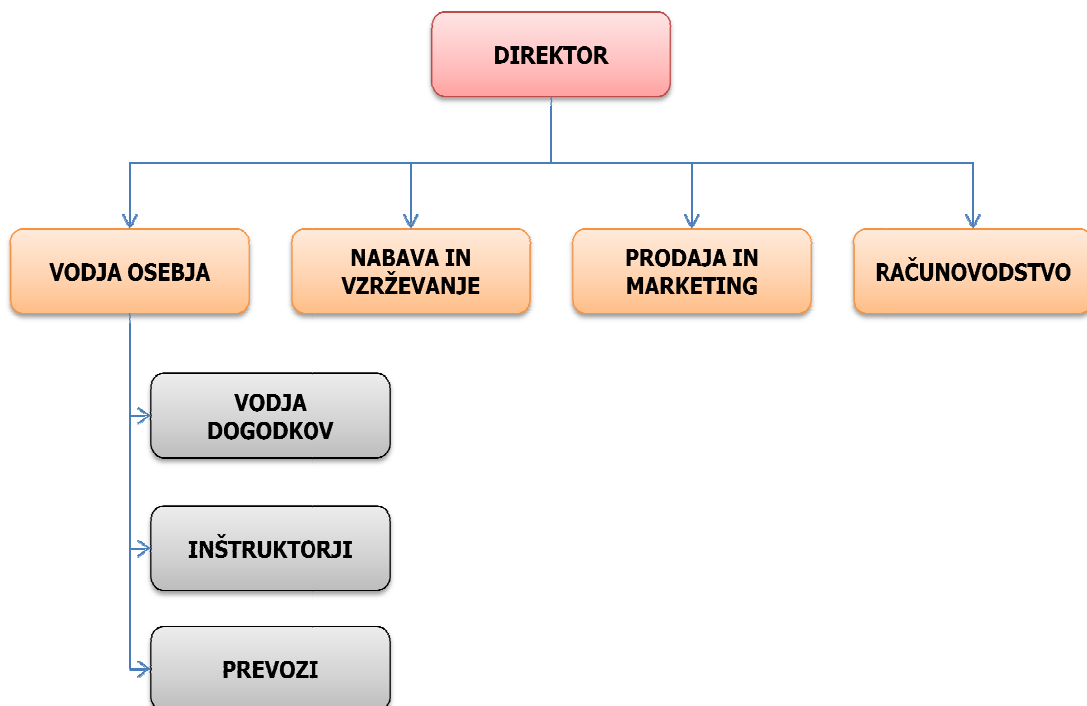 DIREKTOR
VODJA OSEBJA
NABAVA IN
VZRŽEVANJE
PRODAJA IN
MARKETING
RAČUNOVODSTVO
VODJA
DOGODKOV
INŠTRUKTORJI
PREVOZI